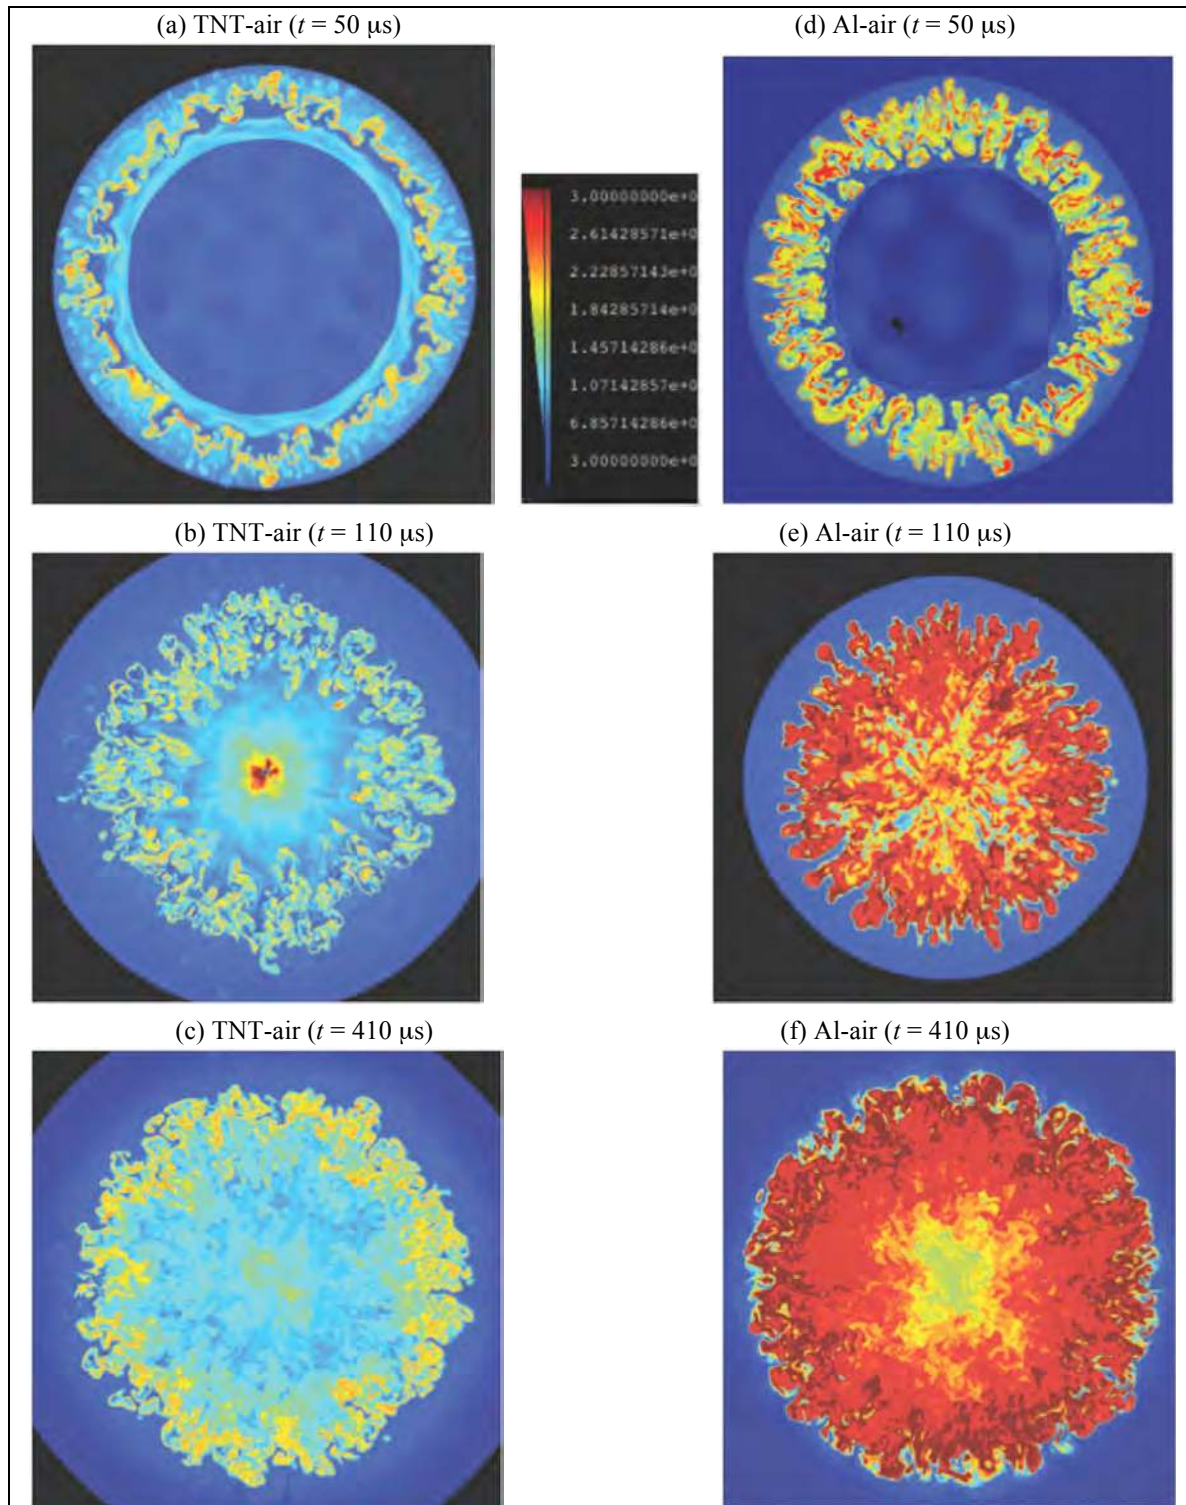 (a) TNT-air (t = 50 μs)
(d) Al-air (t = 50 μs)
3.00000000e+0
2.61428571e+0
2.22857143e+0
1.84285714e+0
1.45714286e+0
1.07142857e+0
6.85714286e+0
3.00000000e+0
(b) TNT-air (t = 110 μs)
(e) Al-air (t = 110 μs)
(c) TNT-air (t = 410 μs)
(f) Al-air (t = 410 μs)